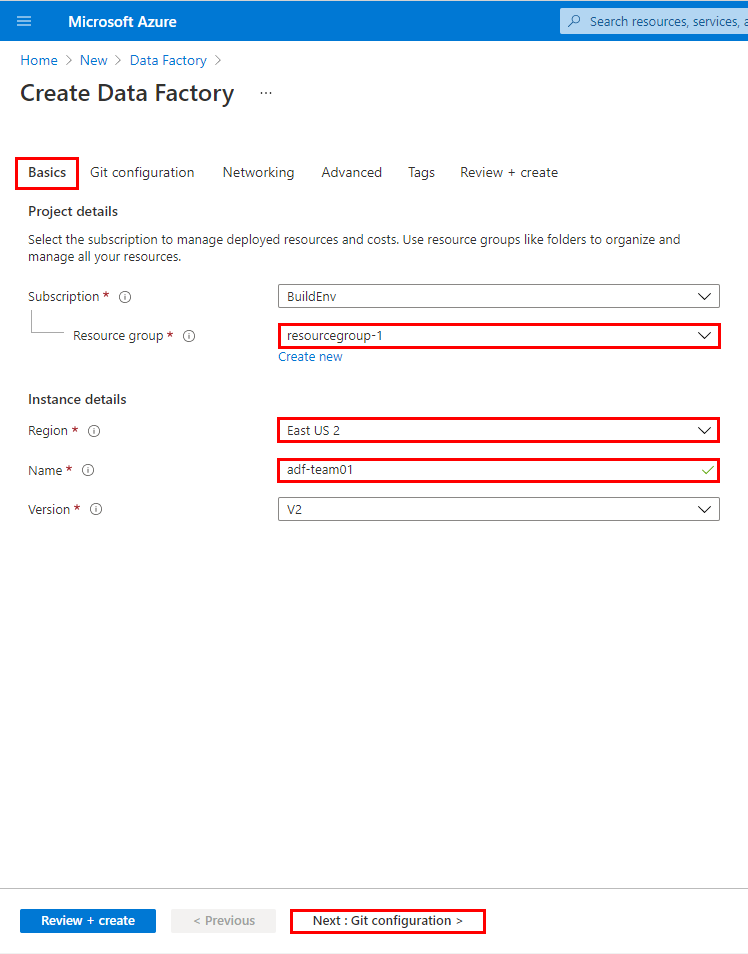 Microsoft Azure
Search resources, services, a
Home > New > Data Factory >
Create Data Factory ...
Basics Git configuration Networking Advanced Tags Review + create
Project details
Select the subscription to manage deployed resources and costs. Use resource groups like folders to organize and
manage all your resources.
Subscription * BuildEnv
Resource group * resourcegroup-1
Create new
Instance details
Region * East US 2
Name * adf-team01
Version * V2
Review + create < Previous Next : Git configuration >